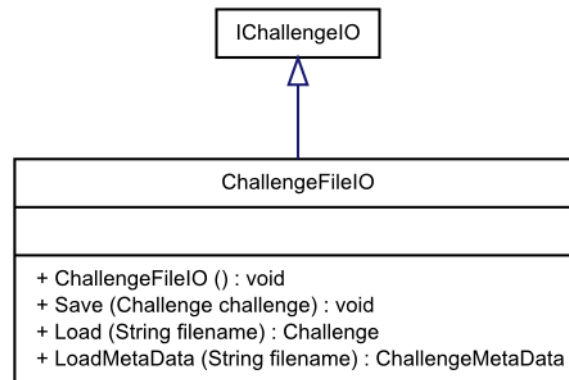 IChallengeIO
ChallengeFileIO
+ ChallengeFileIO () : void
+ Save (Challenge challenge) : void
+ Load (String filename) : Challenge
+ LoadMetaData (String filename) : ChallengeMetaData